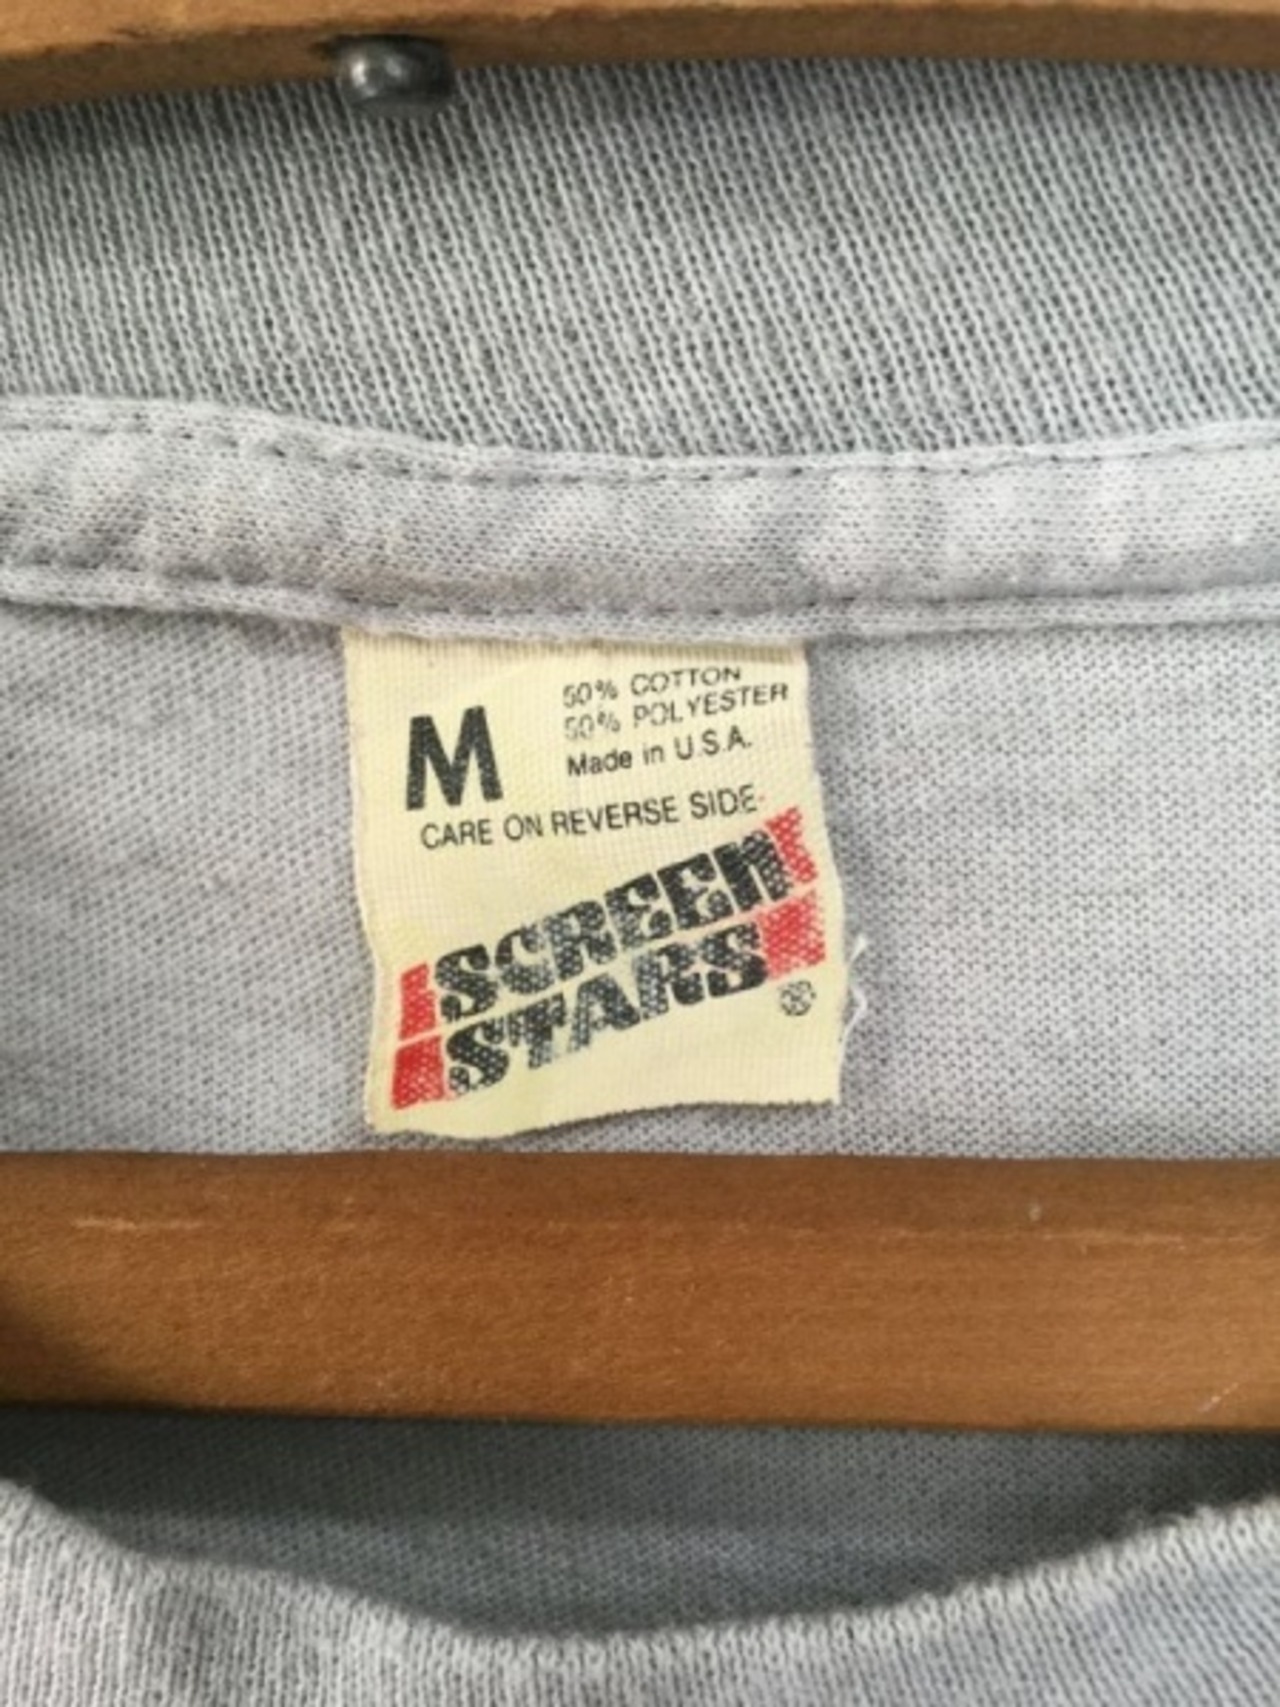 M
50% COTTON
50% POLYESTER
Made in U.S.A.
CARE ON REVERSE SIDE
SCREEN
STARS
®